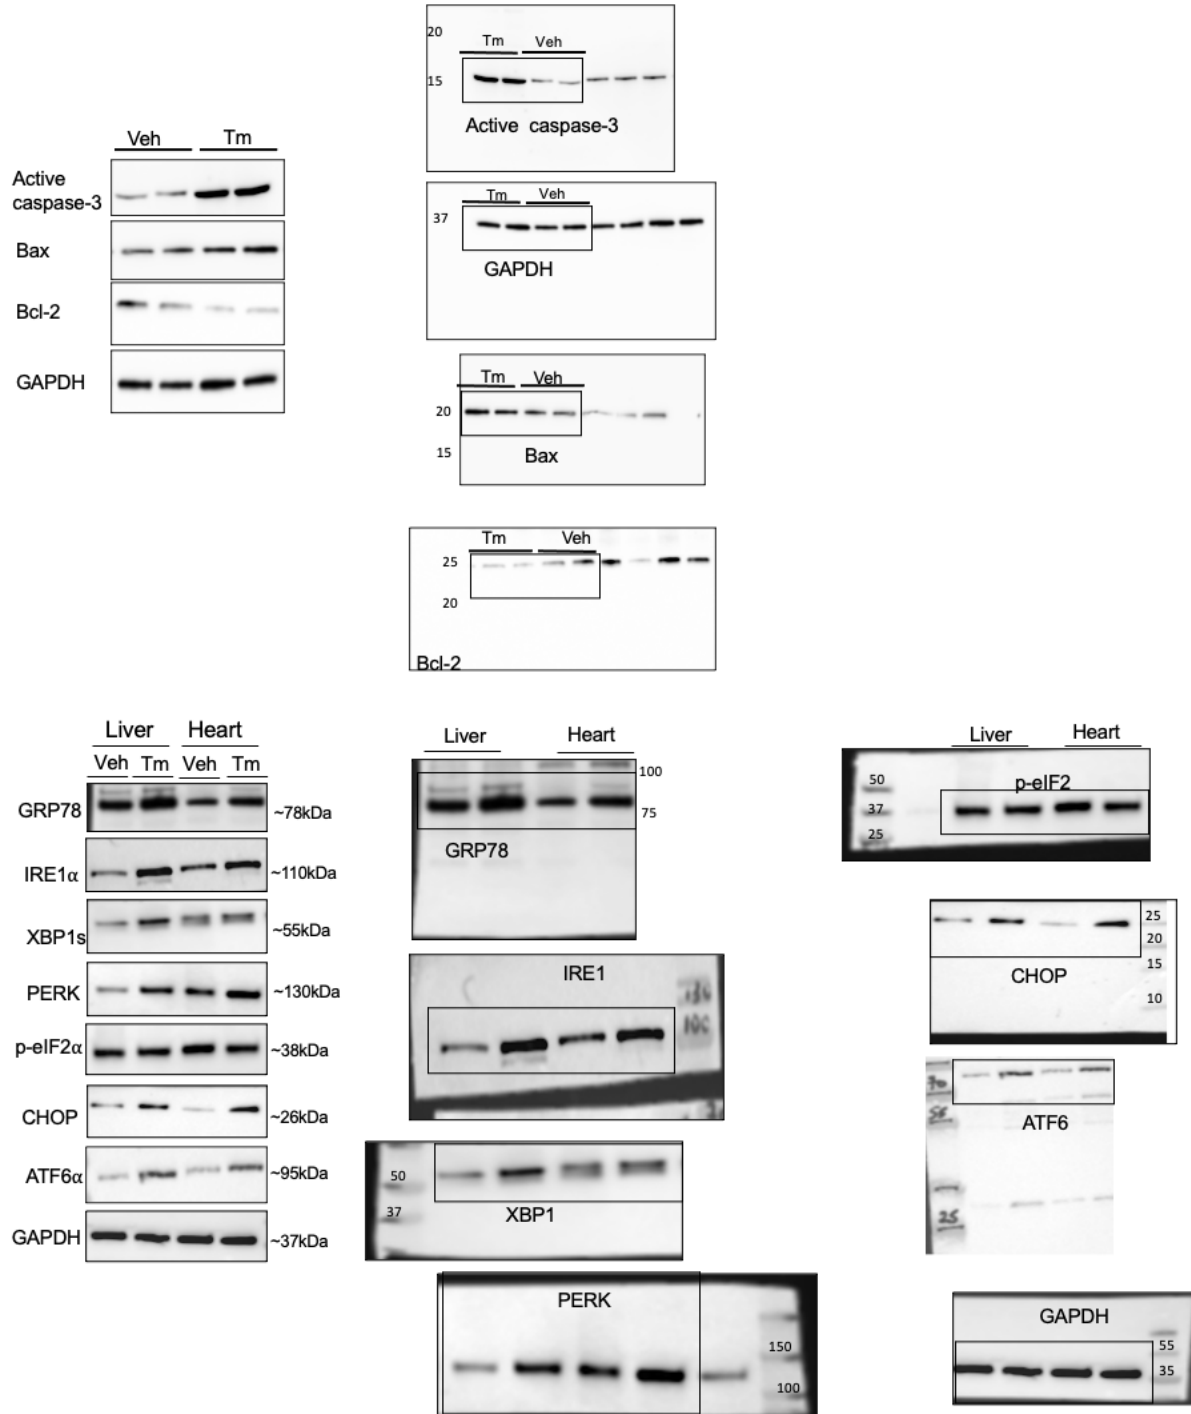 Veh Tm
Active
caspase-3
Bax
Bcl-2
GAPDH
20
Tm Veh
15
Active caspase-3
Tm Veh
37
GAPDH
Tm Veh
20
Bax
15
Tm Veh
25
20
Bcl-2
Liver Heart
Veh Tm Veh Tm
GRP78 ~78kDa
IRE1α ~110kDa
XBP1s ~55kDa
PERK ~130kDa
p-eIF2α ~38kDa
CHOP ~26kDa
ATF6α ~95kDa
GAPDH ~37kDa
Liver Heart
100
75
GRP78
IRE1
130
100
50
37
XBP1
PERK
150
100
Liver Heart
p-eIF2
50
37
25
25
20
15
CHOP
10
70
55
ATF6
25
GAPDH
55
35